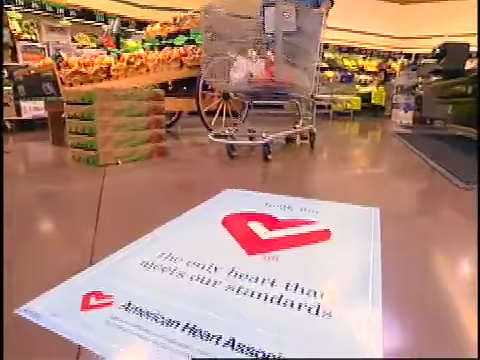 the only heart that
meets our standards
American Heart Associ